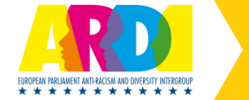 ARDI
EUROPEAN PARLIAMENT ANTI-RACISM AND DIVERSITY INTERGROUP